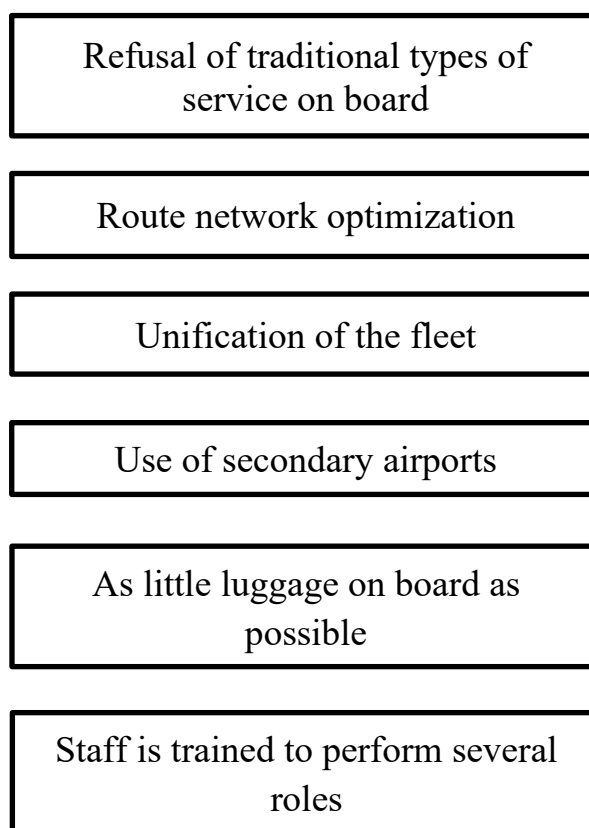 Refusal of traditional types of
service on board
Route network optimization
Unification of the fleet
Use of secondary airports
As little luggage on board as
possible
Staff is trained to perform several
roles